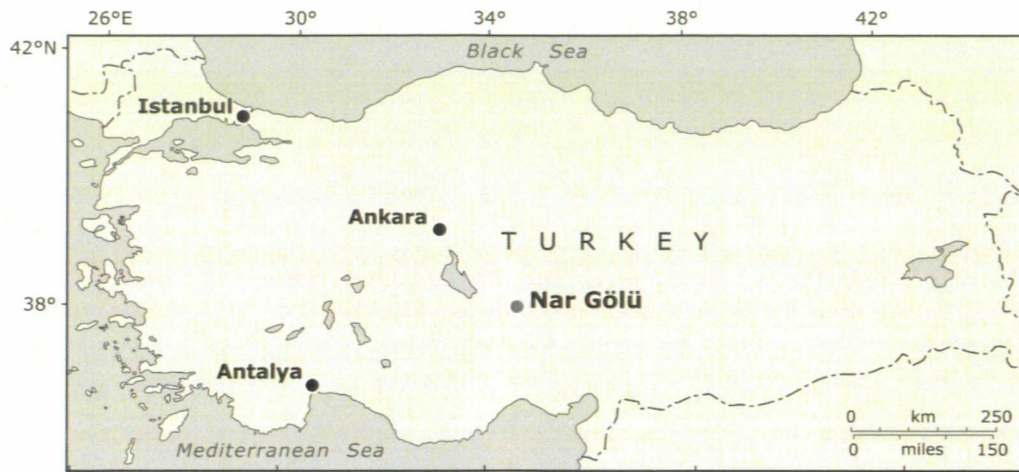 26°E 30° 34° 38° 42°
42°N
Black Sea
Istanbul
Ankara
TURKEY
38°
Nar Gölü
Antalya
0 km 250
0 miles 150
Mediterranean Sea